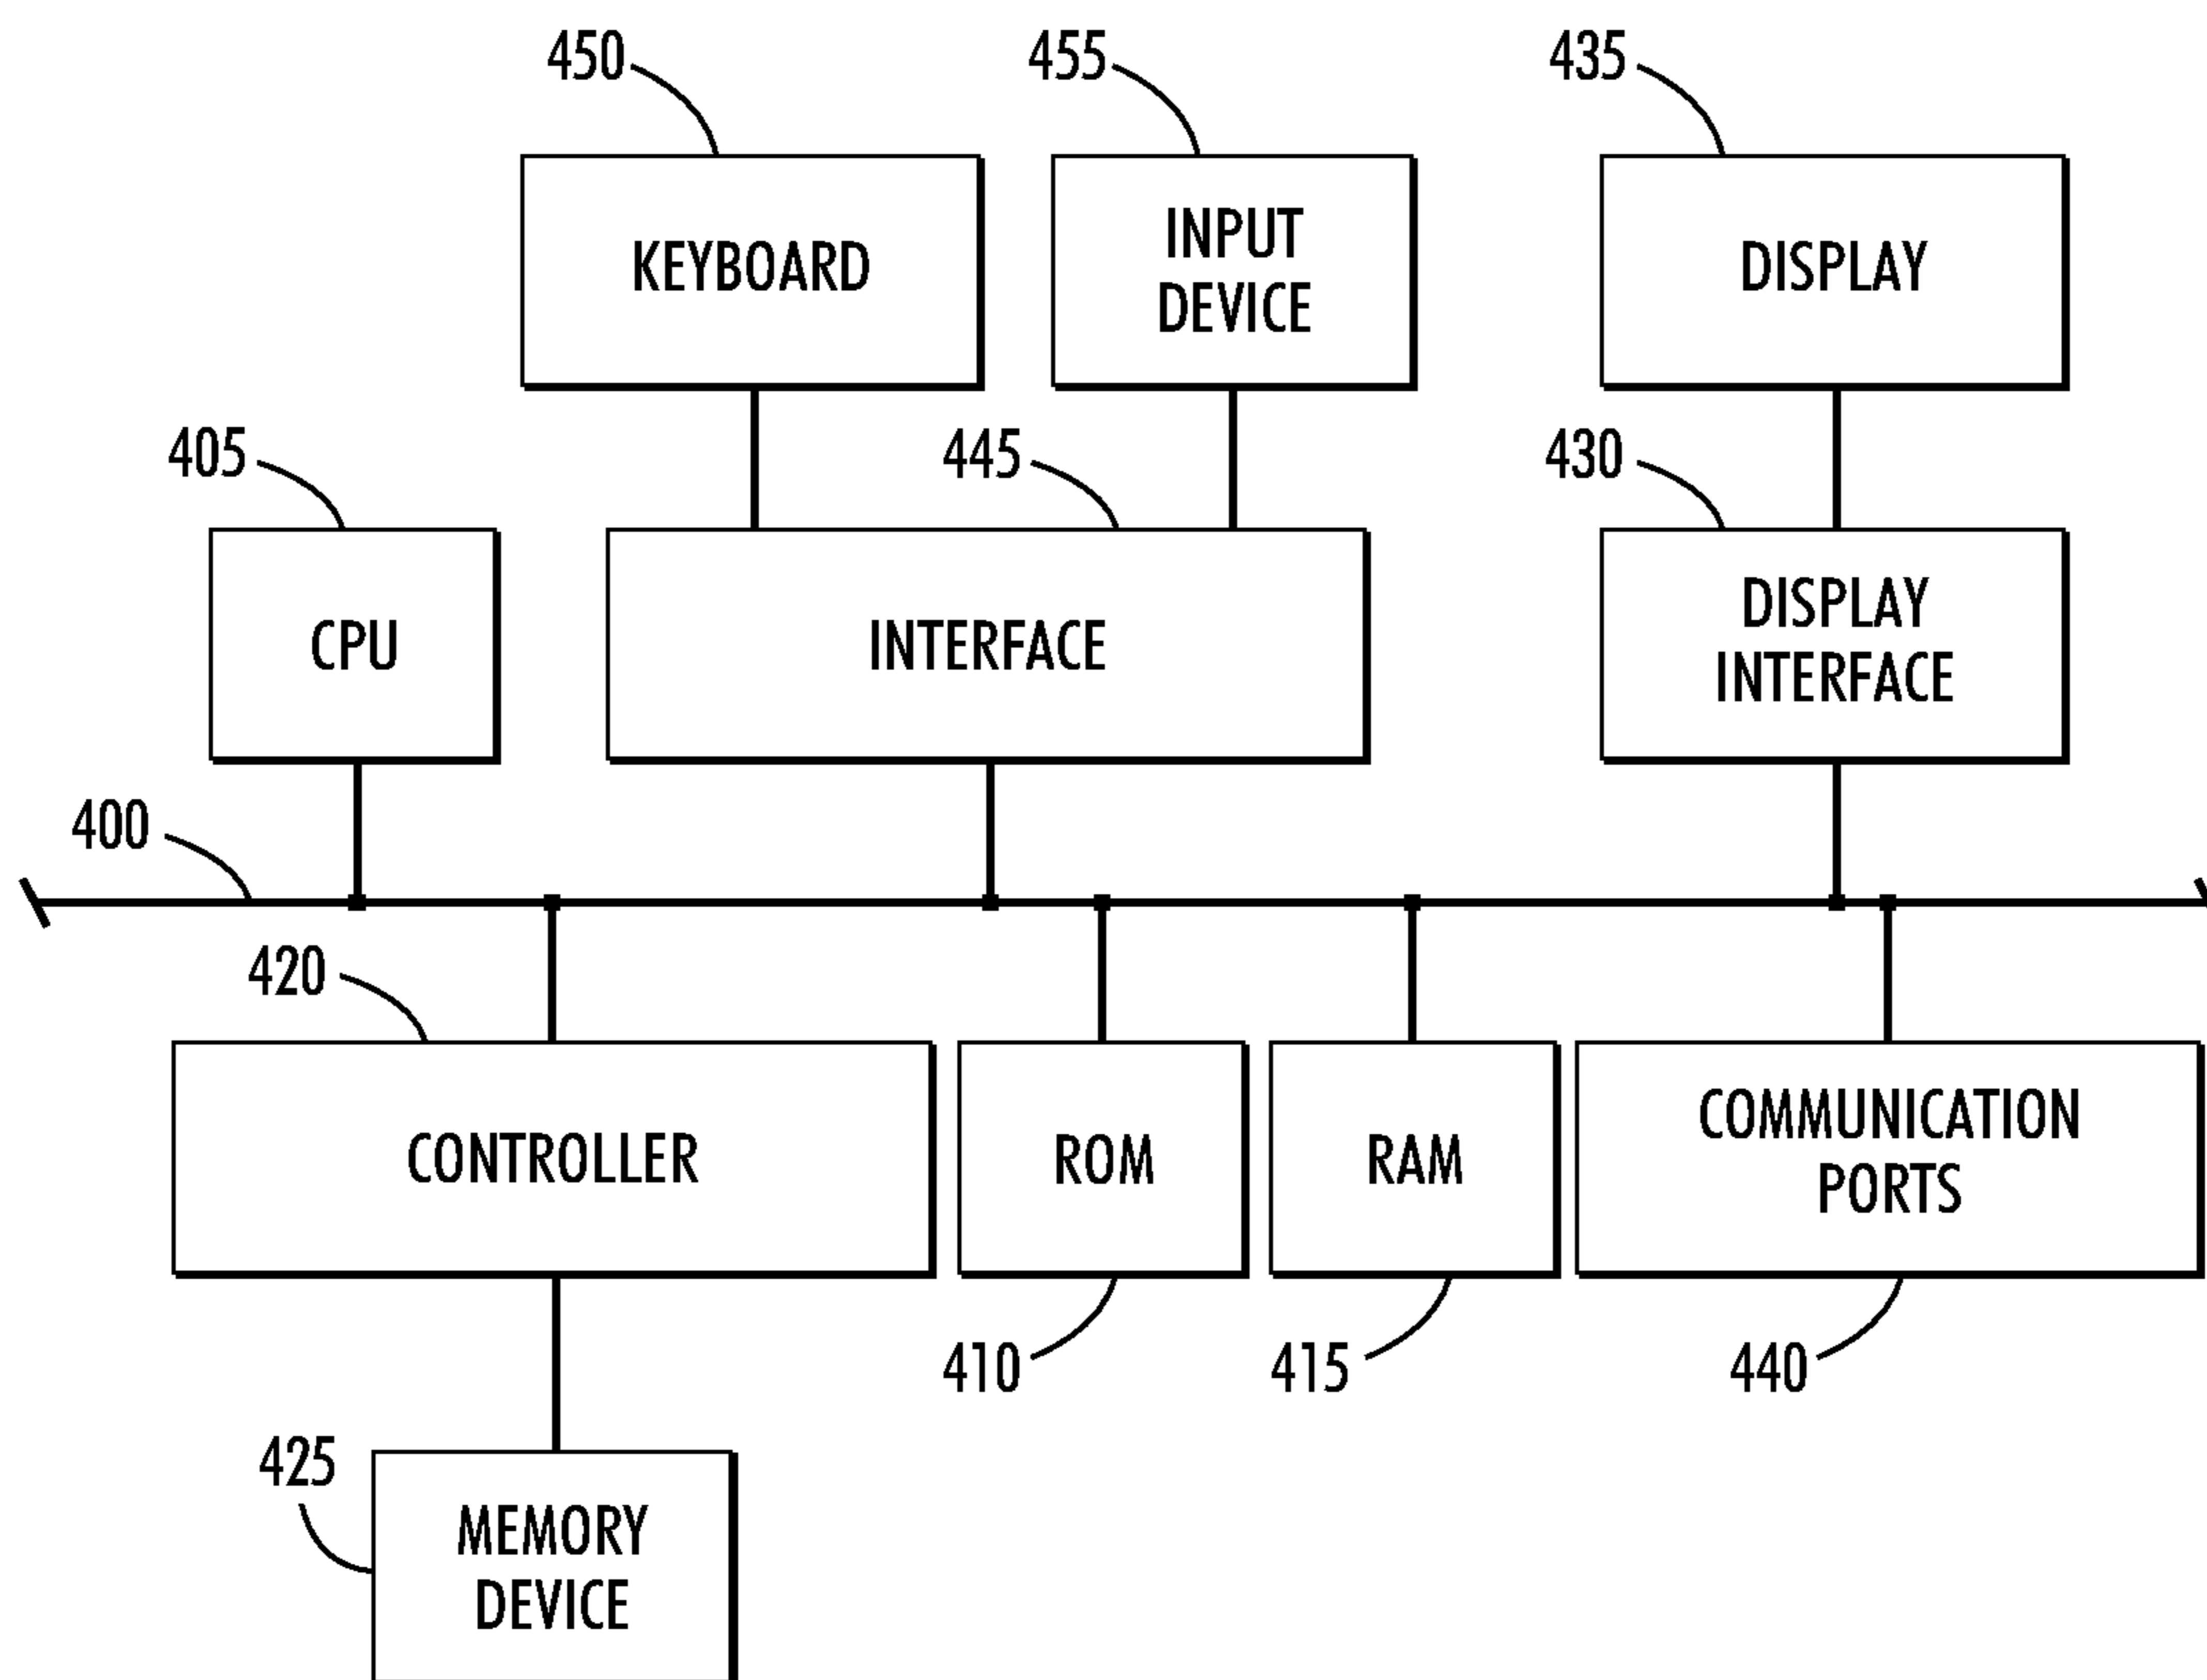 450
455
435
KEYBOARD
INPUT
DEVICE
DISPLAY
405
445
430
CPU
INTERFACE
DISPLAY
INTERFACE
400
420
CONTROLLER
ROM
RAM
COMMUNICATION
PORTS
410
415
440
425
MEMORY
DEVICE